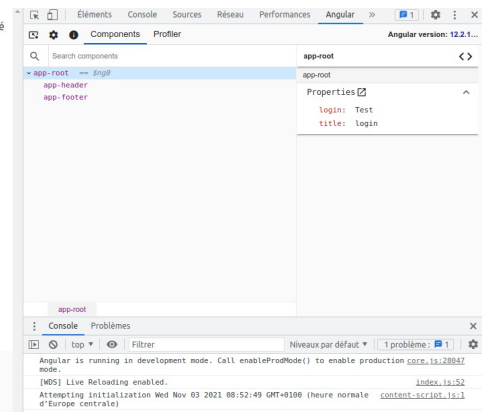 é
Éléments Console Sources Réseau Performances Angular » 1
Components Profiler Angular version: 12.2.1…
Search components
app-root
app-root == $ng0
app-header
app-footer
app-root
Properties
login: Test
title: login
app-root
Console Problèmes
top ▼ Filtrer Niveaux par défaut ▼ 1 problème : 1
Angular is running in development mode. Call enableProdMode() to enable production core.js:28047
mode.
[WDS] Live Reloading enabled. index.js:52
Attempting initialization Wed Nov 03 2021 08:52:49 GMT+0100 (heure normale content-script.js:1
d'Europe centrale)